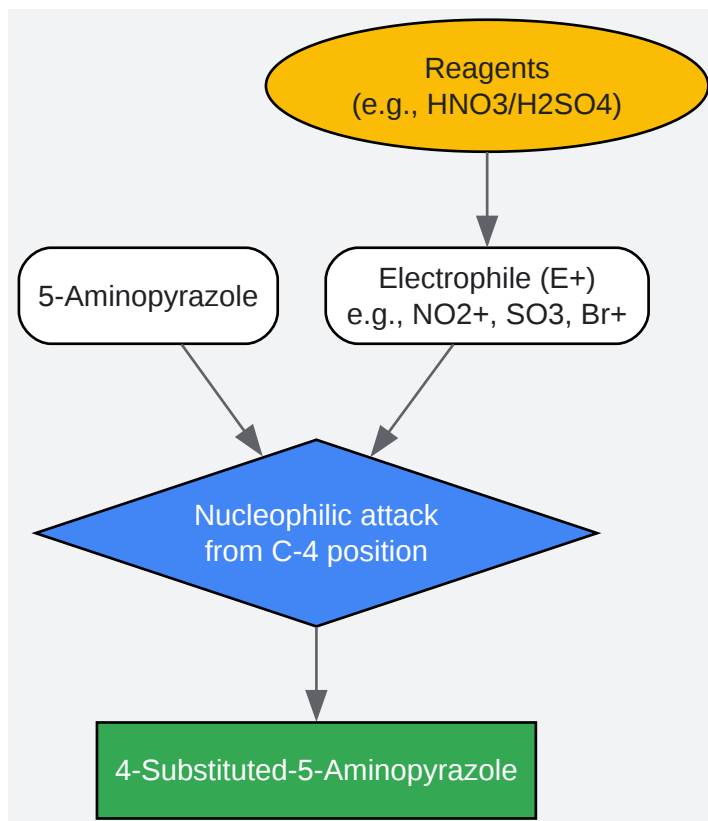 Reagents
(e.g., HNO3/H2SO4)
5-Aminopyrazole
Electrophile (E+)
e.g., NO2+, SO3, Br+
Nucleophilic attack
from C-4 position
4-Substituted-5-Aminopyrazole